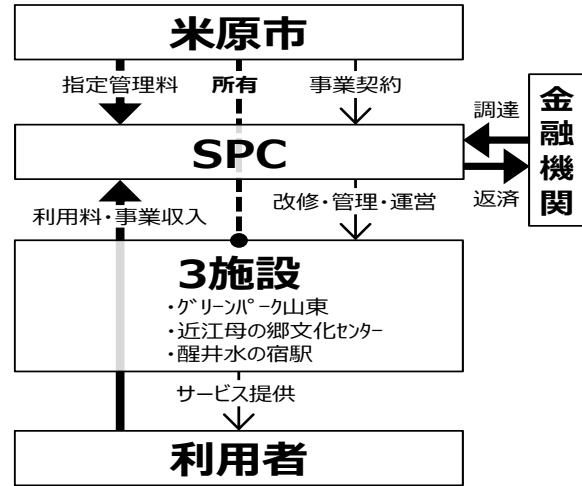 米原市
指定管理料
所有
事業契約
金融機関
調達
SPC
返済
利用料・事業収入
改修・管理・運営
3施設
・グリーンパーク山東
・近江母の郷文化センター
・醒井水の宿駅
サービス提供
利用者